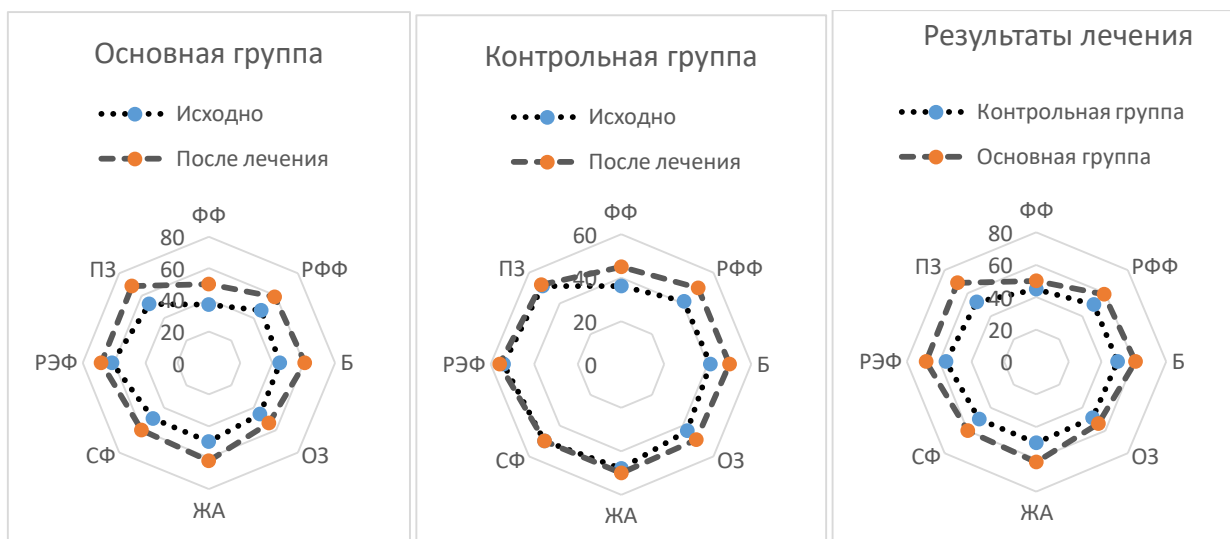 Основная группа
Исходно
После лечения
ФФ
РФФ
Б
ОЗ
ЖА
СФ
РЭФ
ПЗ
80
60
40
20
0
Контрольная группа
Исходно
После лечения
ФФ
РФФ
Б
ОЗ
ЖА
СФ
РЭФ
ПЗ
60
40
20
0
Результаты лечения
Контрольная группа
Основная группа
ФФ
РФФ
Б
ОЗ
ЖА
СФ
РЭФ
ПЗ
80
60
40
20
0